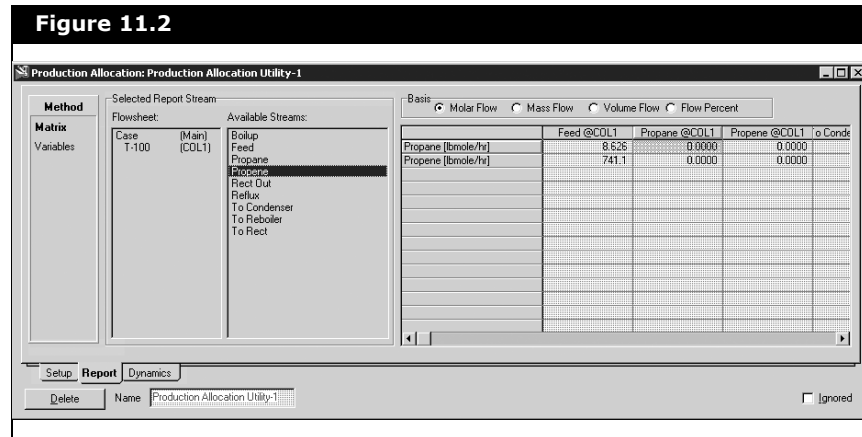 Figure 11.2
Production Allocation: Production Allocation Utility-1
Method
Matrix
Variables
Selected Report Stream
Flowsheet:
Case (Main)
T-100 (COL1)
Available Streams:
Boilup
Feed
Propane
Propene
Rect Out
Reflux
To Condenser
To Reboiler
To Rect
Basis
Molar Flow Mass Flow Volume Flow Flow Percent
Feed @COL1 Propane @COL1 Propene @COL1 o Conde
Propane [lbmole/hr] 8.626 0.0000 0.0000
Propene [lbmole/hr] 741.1 0.0000 0.0000
Setup Report Dynamics
Delete Name Production Allocation Utility-1 Ignored